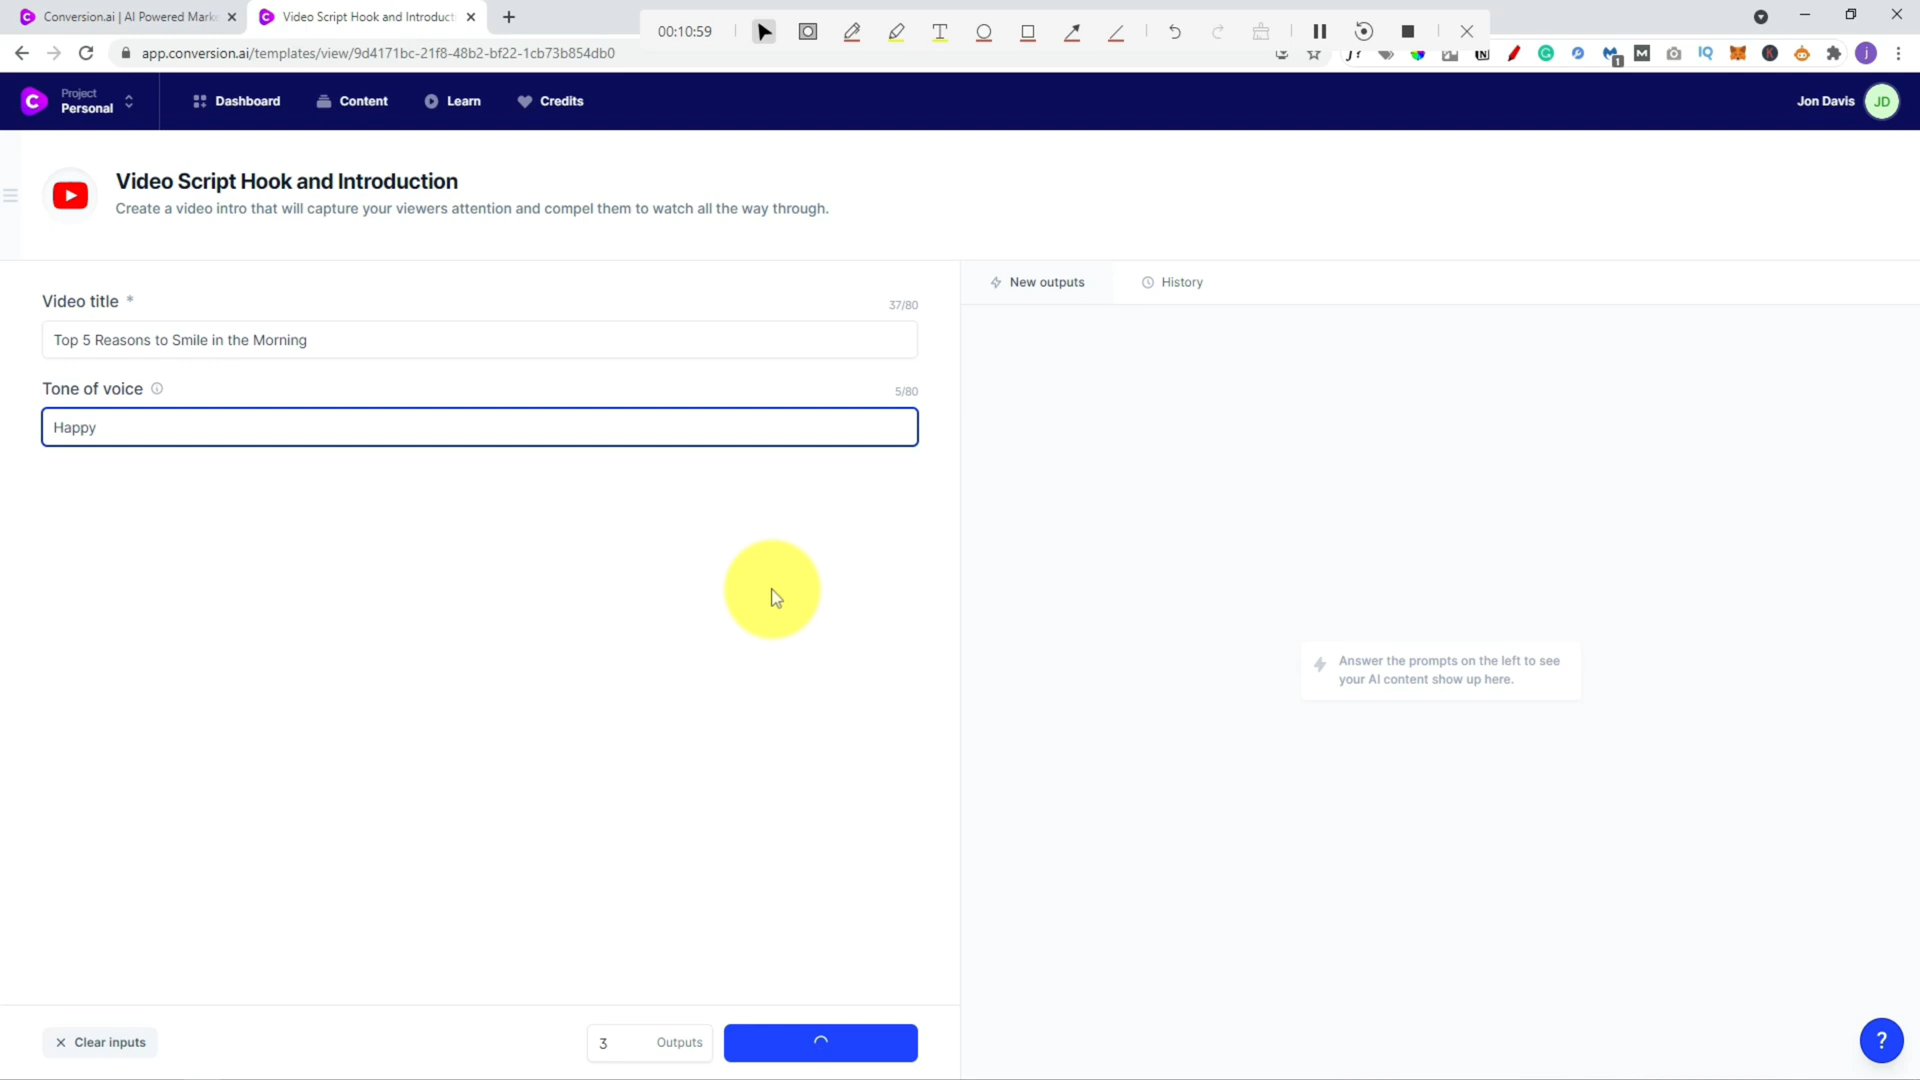 Conversion.ai | AI Powered Marke
Video Script Hook and Introducti
00:10:59
app.conversion.ai/templates/view/9d4171bc-21f8-48b2-bf22-1cb73b854db0
Project
Personal
Dashboard
Content
Learn
Credits
Jon Davis
JD
Video Script Hook and Introduction
Create a video intro that will capture your viewers attention and compel them to watch all the way through.
Video title *
37/80
Top 5 Reasons to Smile in the Morning
Tone of voice
5/80
Happy
New outputs
History
Answer the prompts on the left to see
your AI content show up here.
Clear inputs
3 Outputs
?